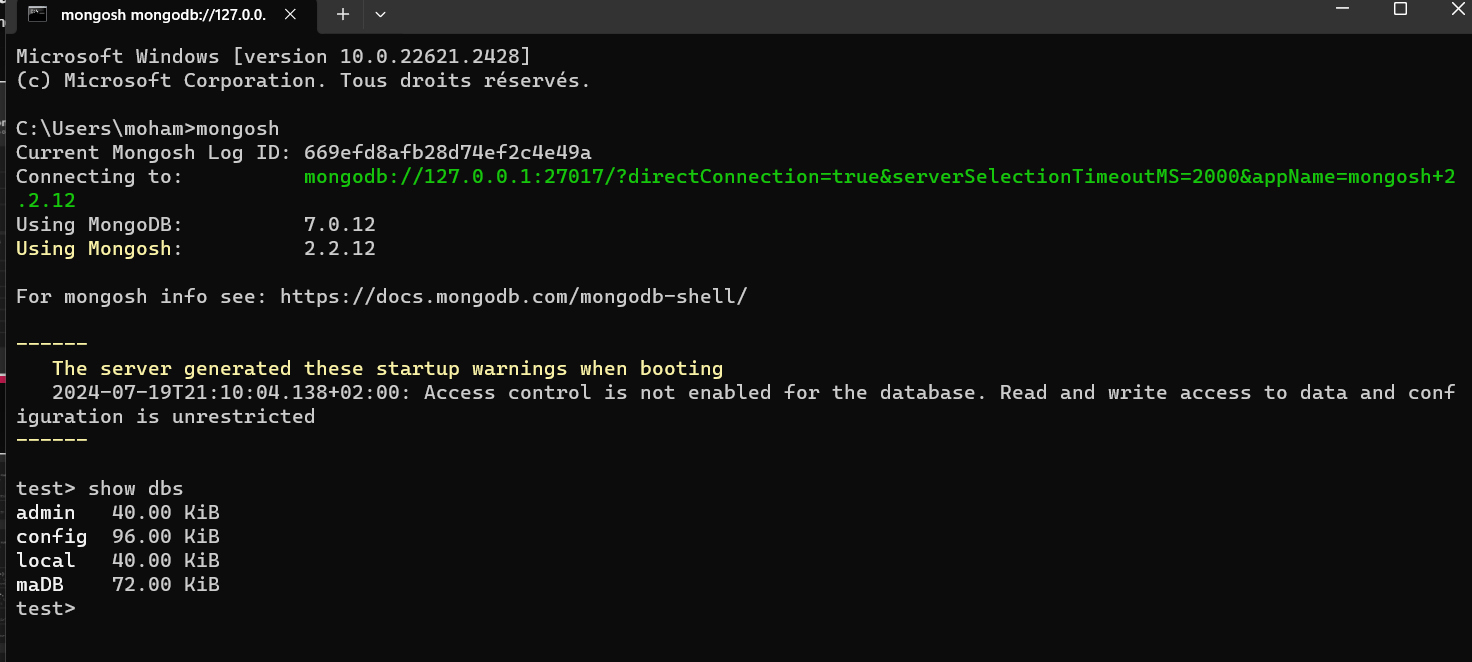 mongosh mongodb://127.0.0.
Microsoft Windows [version 10.0.22621.2428]
(c) Microsoft Corporation. Tous droits réservés.
C:\Users\moham>mongosh
Current Mongosh Log ID: 669efd8afb28d74ef2c4e49a
Connecting to: mongodb://127.0.0.1:27017/?directConnection=true&serverSelectionTimeoutMS=2000&appName=mongosh+2
.2.12
Using MongoDB: 7.0.12
Using Mongosh: 2.2.12
For mongosh info see: https://docs.mongodb.com/mongodb-shell/
------
The server generated these startup warnings when booting
2024-07-19T21:10:04.138+02:00: Access control is not enabled for the database. Read and write access to data and conf
iguration is unrestricted
------
test> show dbs
admin 40.00 KiB
config 96.00 KiB
local 40.00 KiB
maDB 72.00 KiB
test>